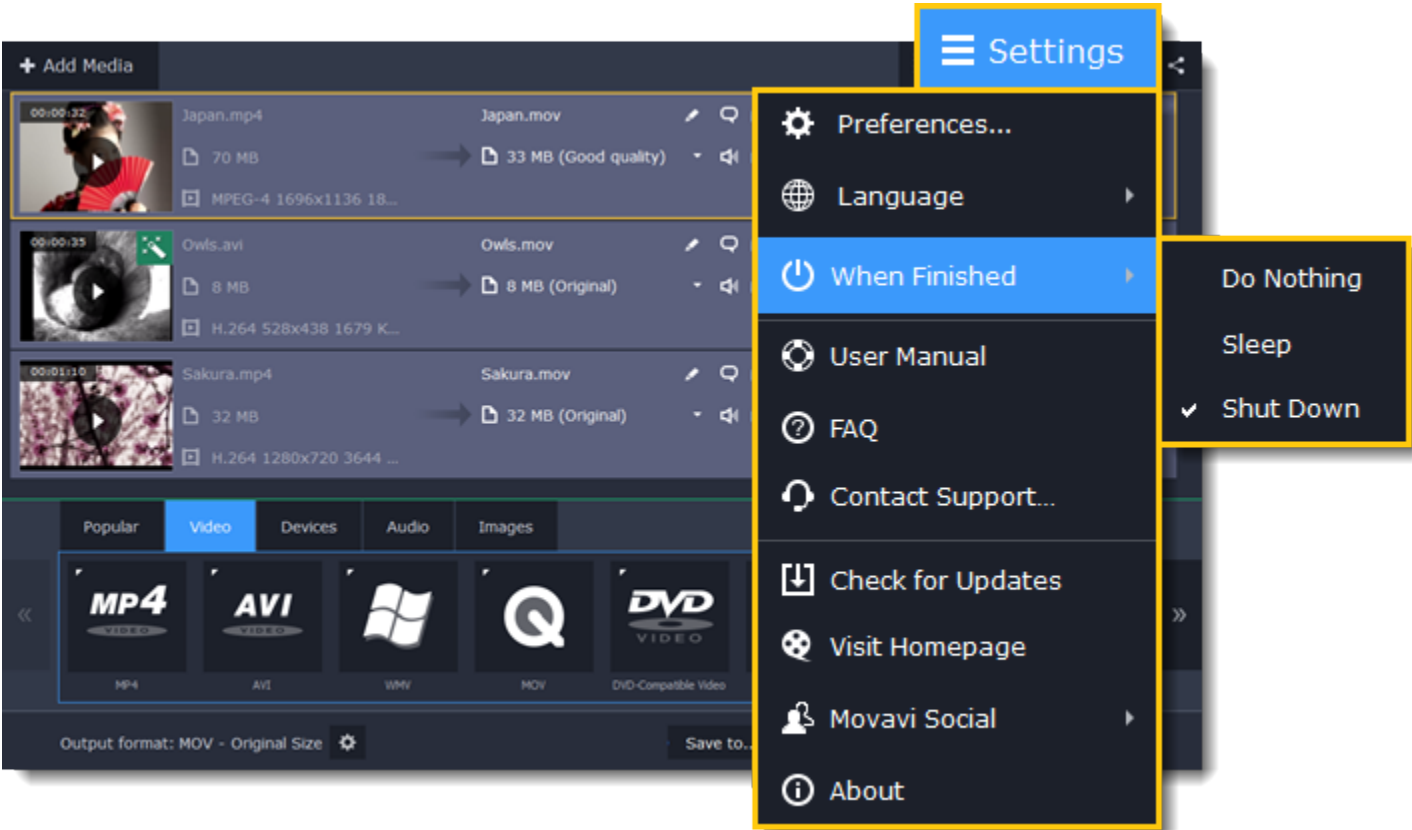 Settings
Add Media
00:00:32
Japan.mp4
Japan.mov
70 MB
33 MB (Good quality)
MPEG-4 1696x1136 18...
00:00:35
Owls.avi
Owls.mov
8 MB
8 MB (Original)
H.264 528x438 1679 K...
00:01:10
Sakura.mp4
Sakura.mov
32 MB
32 MB (Original)
H.264 1280x720 3644 ...
Popular
Video
Devices
Audio
Images
MP4
VIDEO
AVI
VIDEO
DVD
VIDEO
MP4
AVI
WMV
MOV
DVD-Compatible Video
Output format: MOV - Original Size
Save to...
Preferences...
Language
When Finished
User Manual
FAQ
Contact Support...
Check for Updates
Visit Homepage
Movavi Social
About
Do Nothing
Sleep
Shut Down